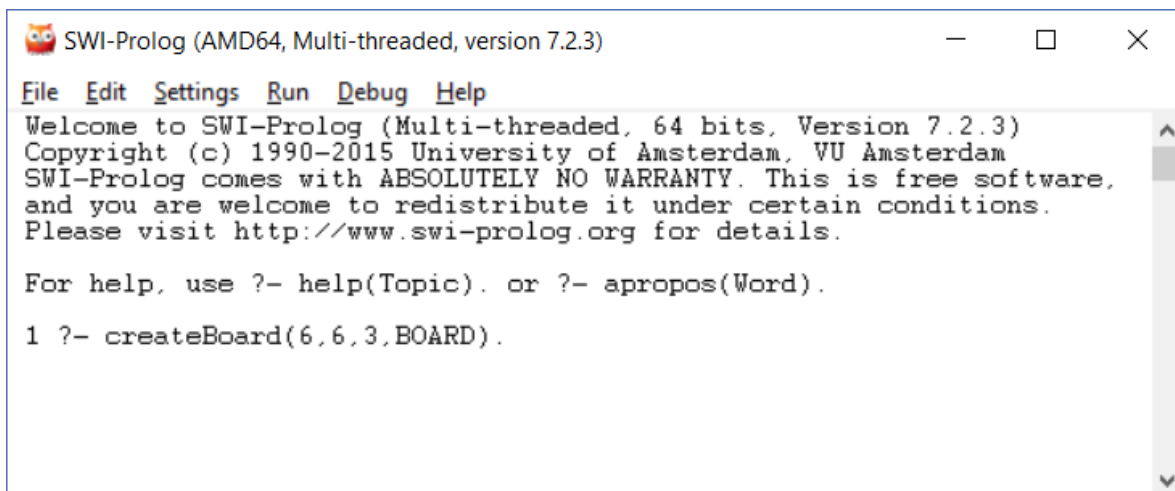 SWI-Prolog (AMD64, Multi-threaded, version 7.2.3)
File Edit Settings Run Debug Help
Welcome to SWI-Prolog (Multi-threaded, 64 bits, Version 7.2.3)
Copyright (c) 1990-2015 University of Amsterdam, VU Amsterdam
SWI-Prolog comes with ABSOLUTELY NO WARRANTY. This is free software,
and you are welcome to redistribute it under certain conditions.
Please visit http://www.swi-prolog.org for details.
For help, use ?- help(Topic). or ?- apropos(Word).
1 ?- createBoard(6,6,3,BOARD).